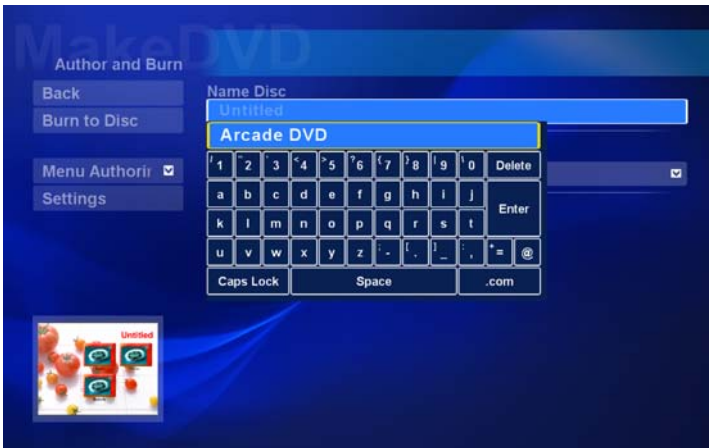 MakeDVD
Author and Burn
Back
Burn to Disc
Menu Authorin
Settings
Name Disc
Untitled
Arcade DVD
/ 1 " 2 ' 3 < 4 > 5 ? 6 { 7 } 8 | 9 \ 0 Delete
a b c d e f g h i j
Enter
k l m n o p q r s t
u v w x y z ; - [ . ] _ : , * = @
Caps Lock Space .com
Untitled